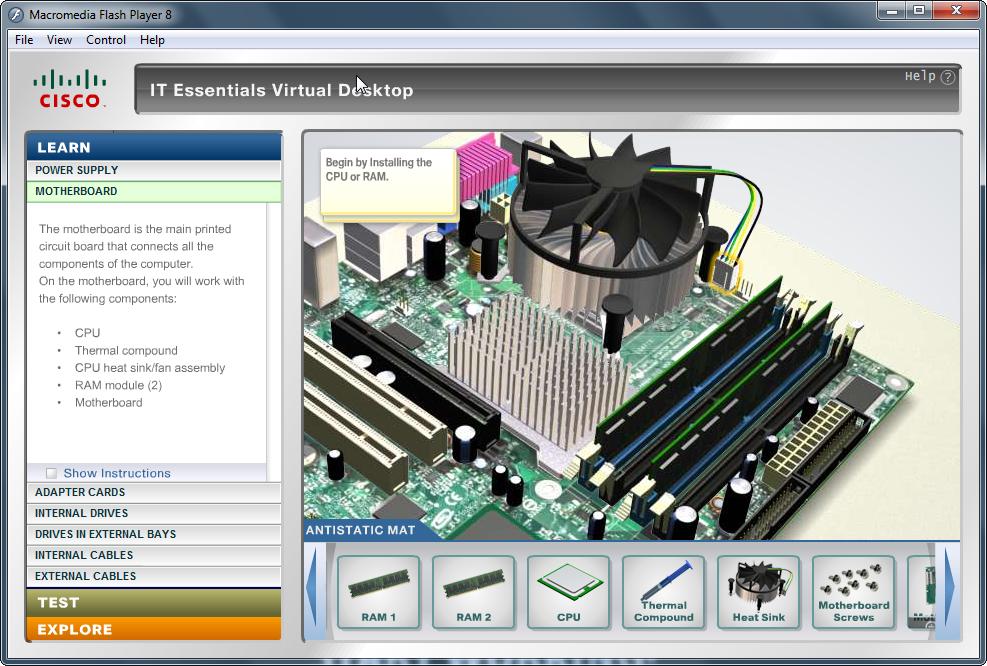 Macromedia Flash Player 8
File View Control Help
CISCO
IT Essentials Virtual Desktop
Help ?
LEARN
POWER SUPPLY
MOTHERBOARD
The motherboard is the main printed
circuit board that connects all the
components of the computer.
On the motherboard, you will work with
the following components:
• CPU
• Thermal compound
• CPU heat sink/fan assembly
• RAM module (2)
• Motherboard
Show Instructions
ADAPTER CARDS
INTERNAL DRIVES
DRIVES IN EXTERNAL BAYS
INTERNAL CABLES
EXTERNAL CABLES
TEST
EXPLORE
Begin by Installing the
CPU or RAM.
ANTISTATIC MAT
RAM 1
RAM 2
CPU
Thermal
Compound
Heat Sink
Motherboard
Screws